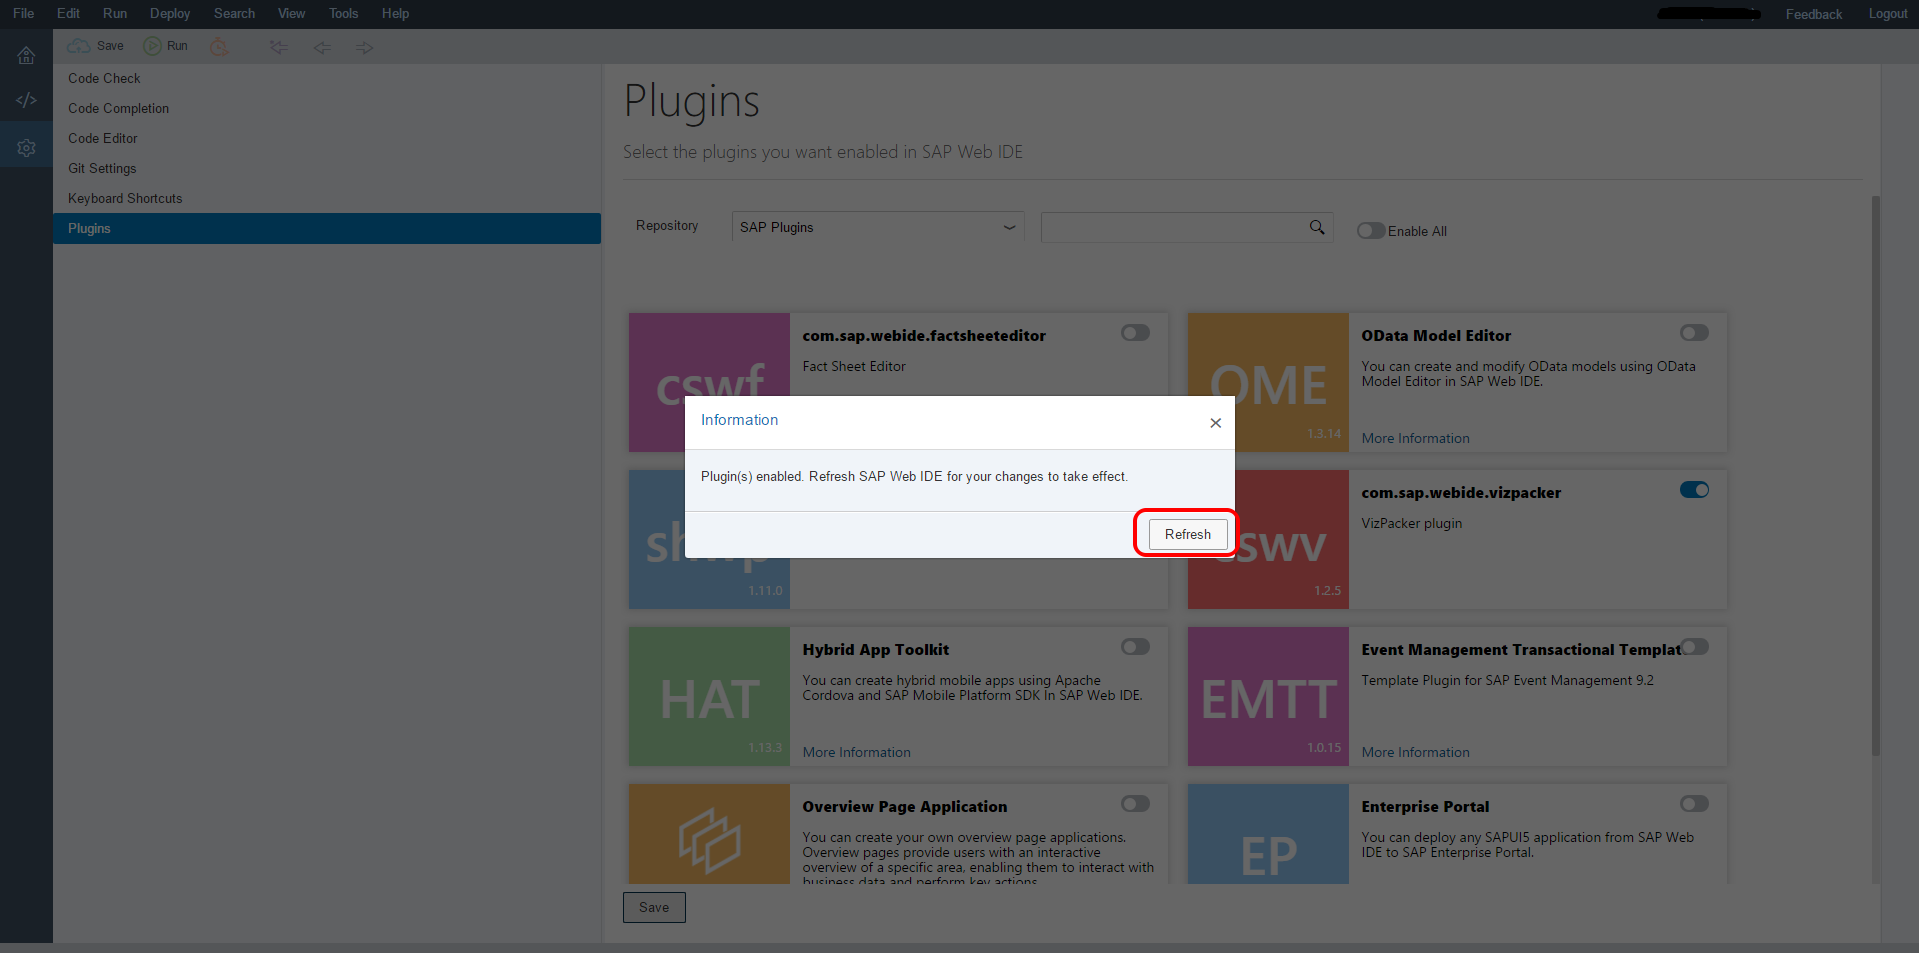 File Edit Run Deploy Search View Tools Help
Feedback Logout
Save Run
Code Check
Code Completion
Code Editor
Git Settings
Keyboard Shortcuts
Plugins
Plugins
Select the plugins you want enabled in SAP Web IDE
Repository SAP Plugins Enable All
cswf
com.sap.webide.factsheeteditor
Fact Sheet Editor
OME
1.3.14
OData Model Editor
You can create and modify OData models using OData
Model Editor in SAP Web IDE.
More Information
Information
Plugin(s) enabled. Refresh SAP Web IDE for your changes to take effect.
Refresh
1.11.0
cswv
1.2.5
com.sap.webide.vizpacker
VizPacker plugin
HAT
1.13.3
Hybrid App Toolkit
You can create hybrid mobile apps using Apache
Cordova and SAP Mobile Platform SDK in SAP Web IDE.
More Information
EMTT
1.0.15
Event Management Transactional Templat
Template Plugin for SAP Event Management 9.2
More Information
Overview Page Application
You can create your own overview page applications.
Overview pages provide users with an interactive
overview of a specific area, enabling them to interact with
business data and perform key actions.
EP
Enterprise Portal
You can deploy any SAPUI5 application from SAP Web
IDE to SAP Enterprise Portal.
Save